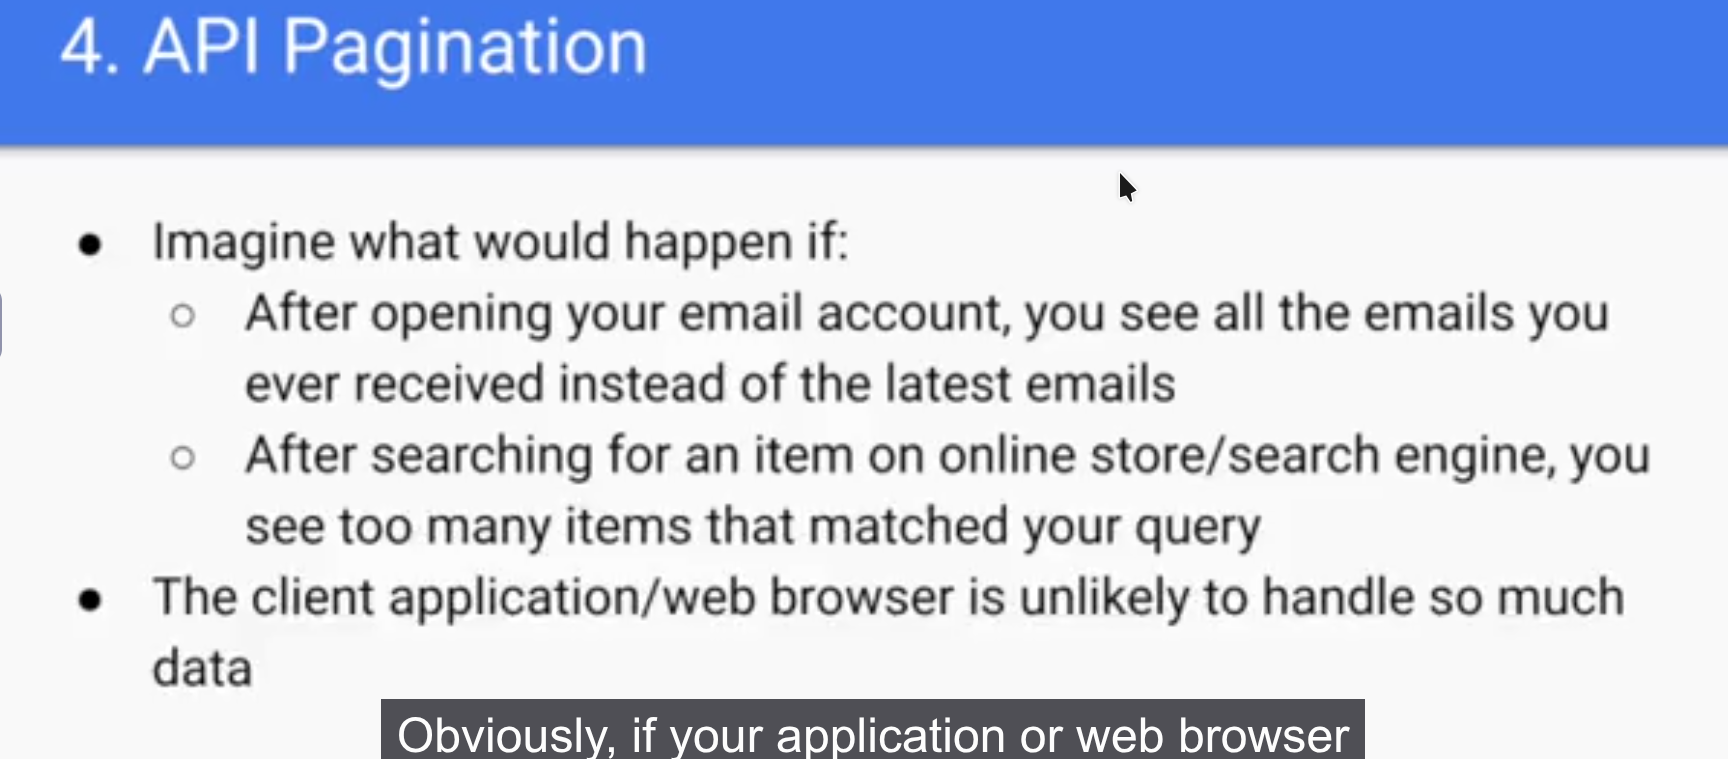 4. API Pagination
● Imagine what would happen if:
○ After opening your email account, you see all the emails you
ever received instead of the latest emails
○ After searching for an item on online store/search engine, you
see too many items that matched your query
● The client application/web browser is unlikely to handle so much
data
Obviously, if your application or web browser